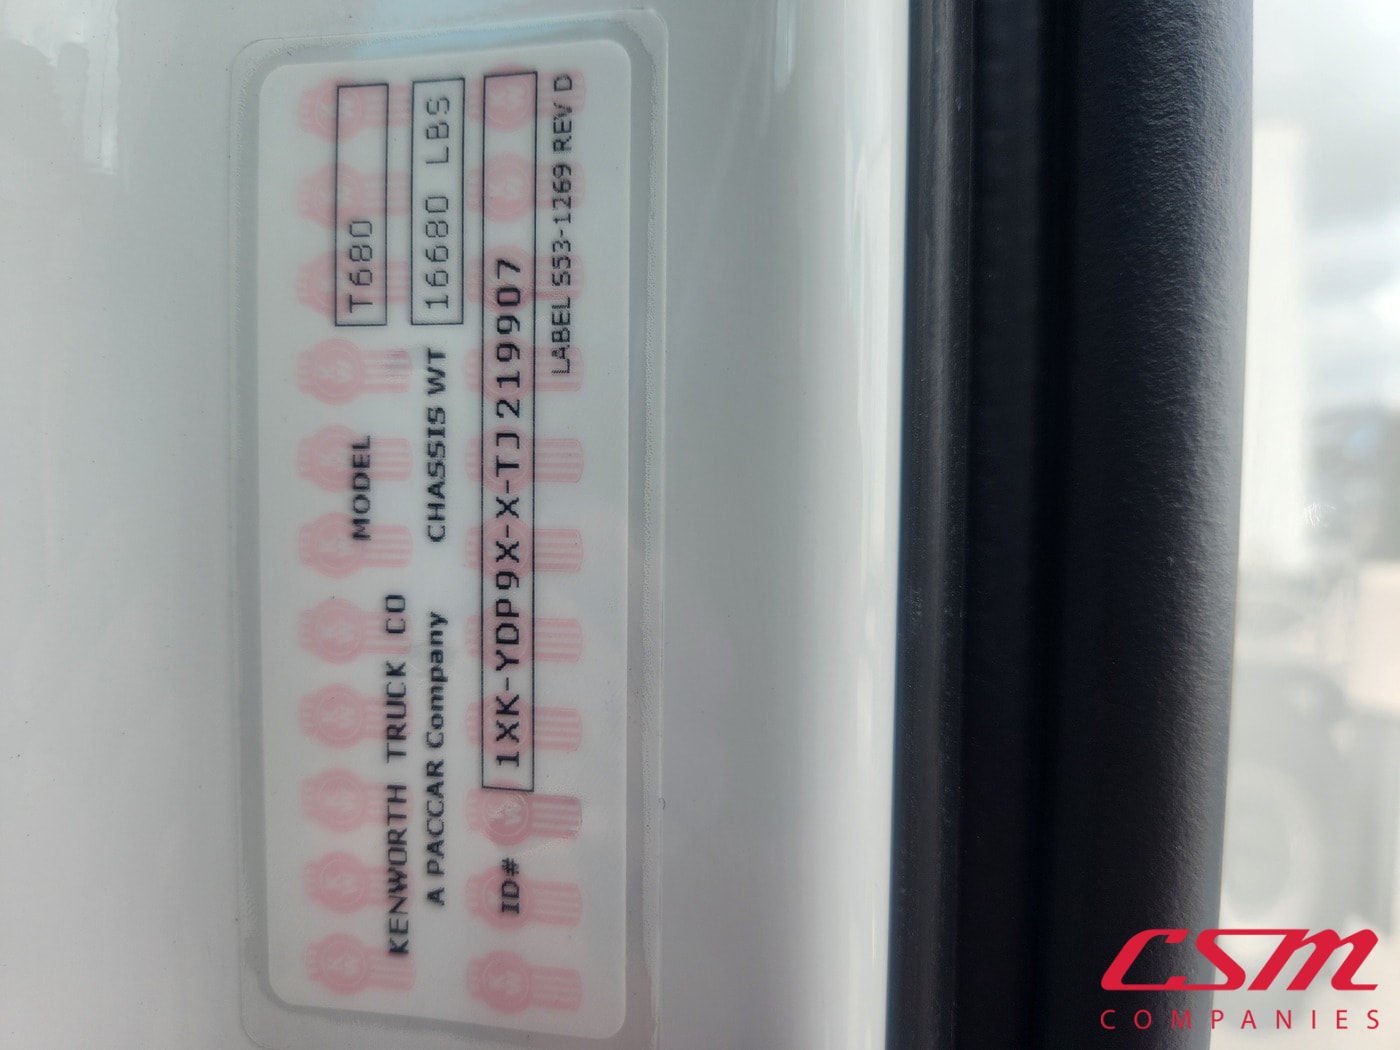 KENWORTH TRUCK CO
A PACCAR Company
MODEL T680
CHASSIS WT 16680 LBS
ID# 1XK-YDP9X-X-TJ219907
LABEL S53-1269 REV D
CSM
COMPANIES